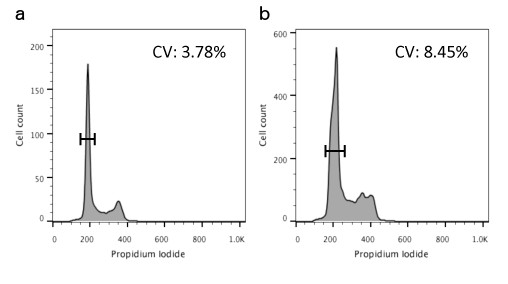 a
CV: 3.78%
200
150
100
50
0
Cell count
0 200 400 600 800 1.0K
Propidium Iodide
b
CV: 8.45%
600
400
200
0
Cell count
0 200 400 600 800 1.0K
Propidium Iodide